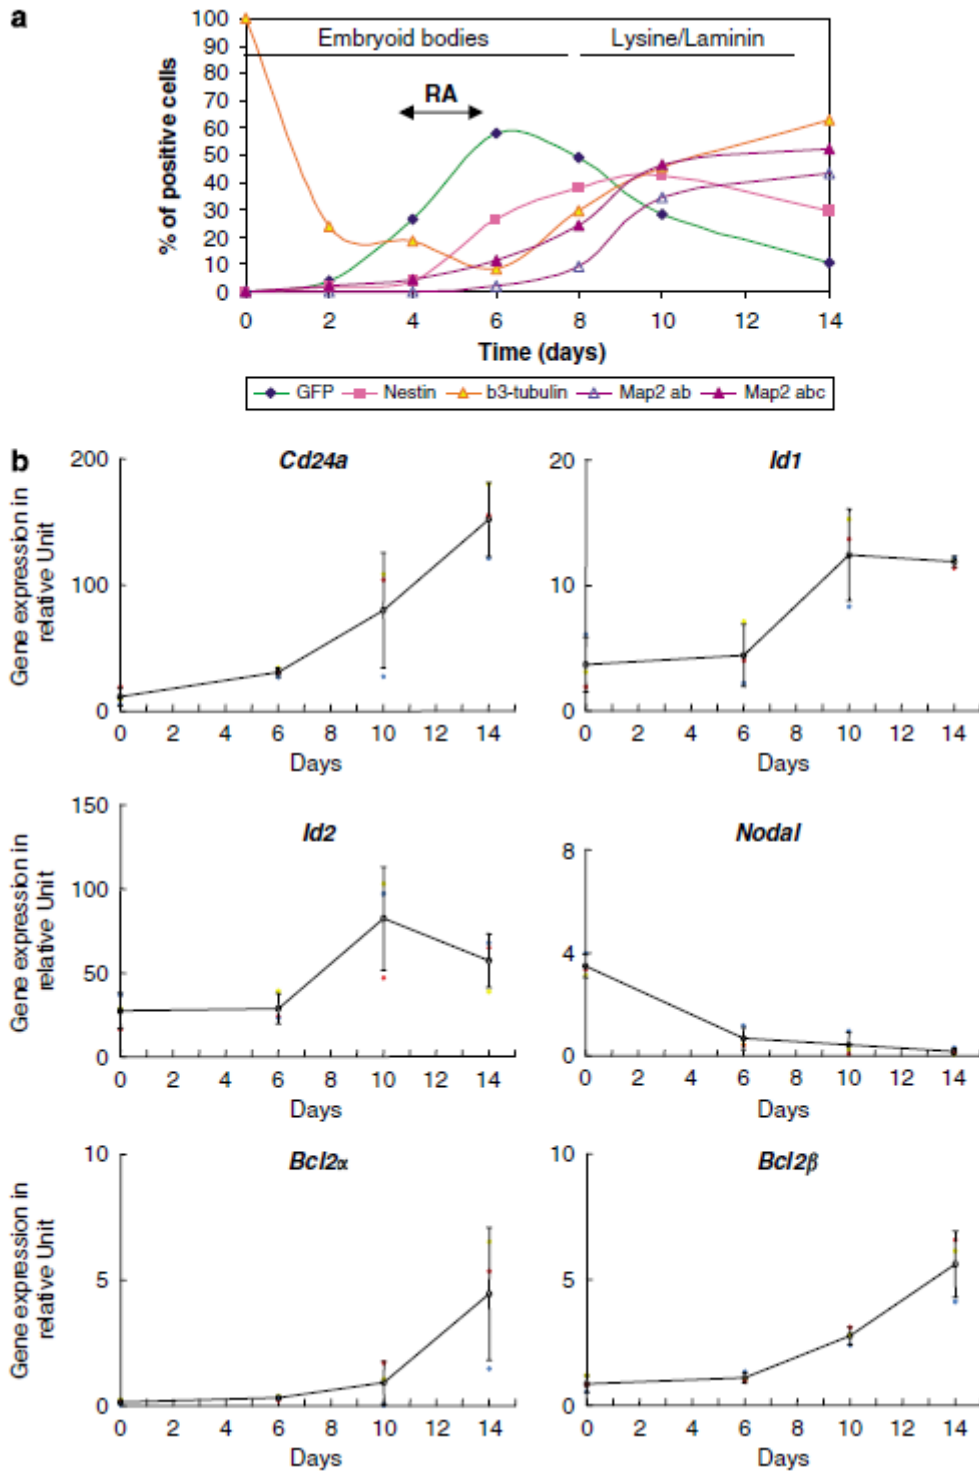 a
100
90
80
70
60
50
40
30
20
10
0
% of positive cells
Embryoid bodies
Lysine/Laminin
RA
0 2 4 6 8 10 12 14
Time (days)
GFP Nestin b3-tubulin Map2 ab Map2 abc
b
Cd24a
200
100
0
Gene expression in
relative Unit
0 2 4 6 8 10 12 14
Days
Id1
20
10
0
0 2 4 6 8 10 12 14
Days
Id2
150
100
50
0
Gene expression in
relative Unit
0 2 4 6 8 10 12 14
Days
Nodal
8
4
0
0 2 4 6 8 10 12 14
Days
Bcl2α
10
5
0
Gene expression in
relative Unit
0 2 4 6 8 10 12 14
Days
Bcl2β
10
5
0
0 2 4 6 8 10 12 14
Days